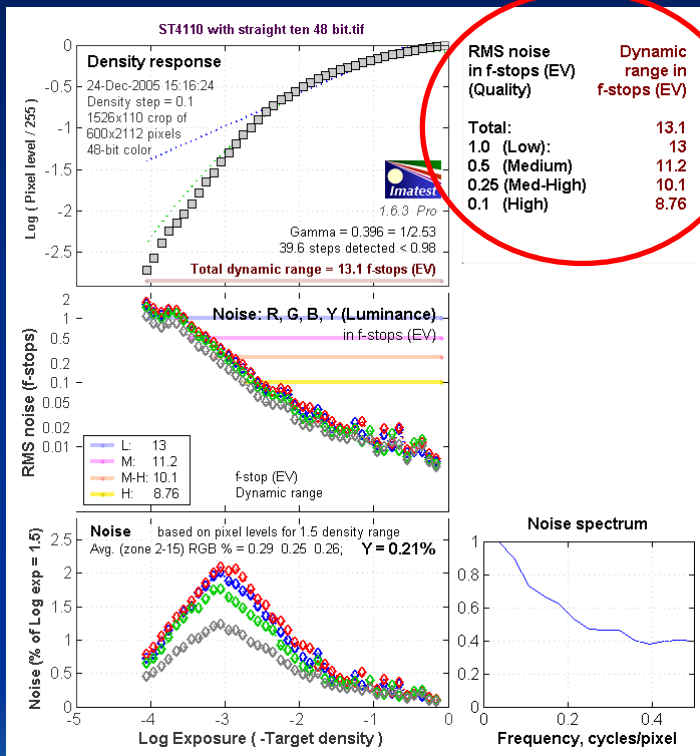 ST4110 with straight ten 48 bit.tif
Log ( Pixel level / 255 )
0
-0.5
-1
-1.5
-2
-2.5
Density response
24-Dec-2005 15:16:24
Density step = 0.1
1526x110 crop of
600x2112 pixels
48-bit color
Imatest
1.6.3 Pro
Gamma = 0.396 = 1/2.53
39.6 steps detected < 0.98
Total dynamic range = 13.1 f-stops (EV)
RMS noise Dynamic
in f-stops (EV) range in
(Quality) f-stops (EV)
Total: 13.1
1.0 (Low): 13
0.5 (Medium) 11.2
0.25 (Med-High) 10.1
0.1 (High) 8.76
RMS noise (f-stops)
2
1
0.5
0.2
0.1
0.05
0.02
0.01
Noise: R, G, B, Y (Luminance)
in f-stops (EV)
L: 13
M: 11.2
M-H: 10.1
H: 8.76
f-stop (EV)
Dynamic range
Noise (% of Log exp = 1.5)
2.5
2
1.5
1
0.5
0
Noise based on pixel levels for 1.5 density range
Avg. (zone 2-15) RGB % = 0.29 0.25 0.26; Y = 0.21%
-5 -4 -3 -2 -1 0
Log Exposure ( -Target density )
Noise spectrum
1
0.8
0.6
0.4
0.2
0
0 0.2 0.4
Frequency, cycles/pixel